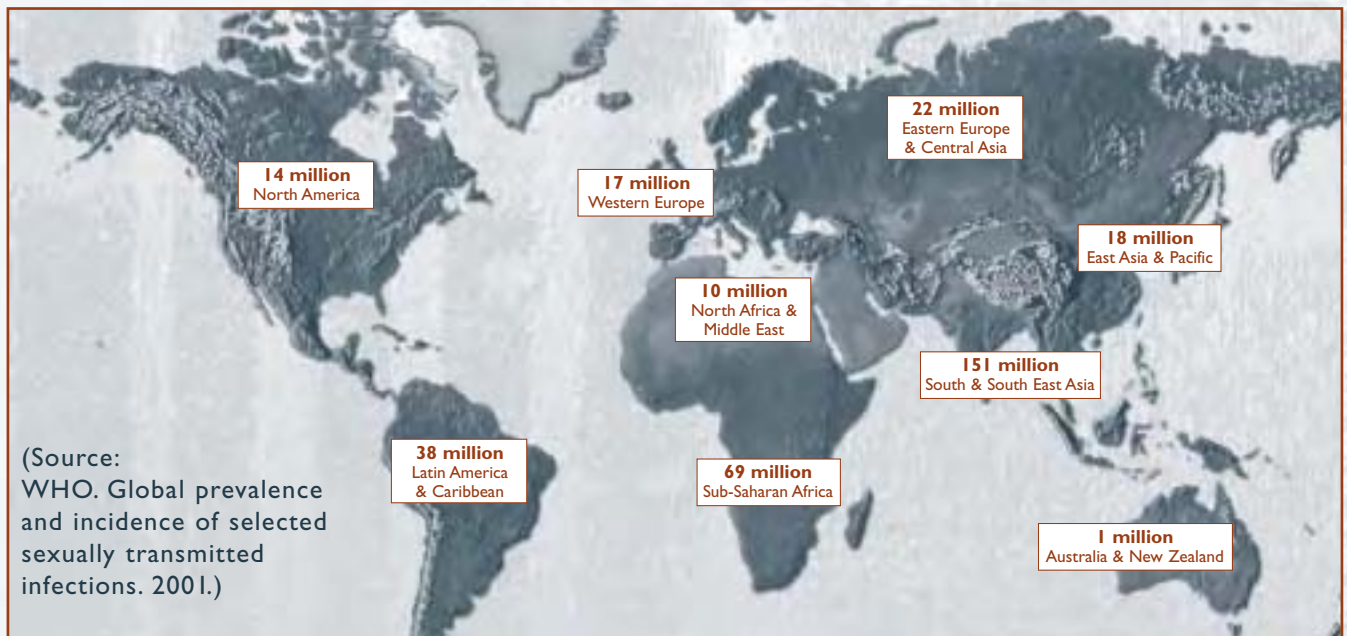 22 million
Eastern Europe
& Central Asia
14 million
North America
17 million
Western Europe
18 million
East Asia & Pacific
10 million
North Africa &
Middle East
151 million
South & South East Asia
38 million
Latin America
& Caribbean
69 million
Sub-Saharan Africa
1 million
Australia & New Zealand
(Source:
WHO. Global prevalence
and incidence of selected
sexually transmitted
infections. 2001.)